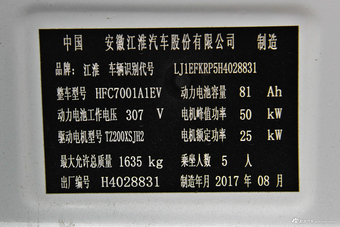 中国 安徽江淮汽车股份有限公司 制造
品牌：江淮 车辆识别代号 LJ1EFKRP5H4028831
整车型号 HFC7001A1EV 动力电池容量 81 Ah
动力电池工作电压 307 V 电机峰值功率 50 kW
驱动电机型号 TZ200XSJH2 电机额定功率 25 kW
最大允许总质量 1635 kg 乘坐人数 5 人
出厂编号 H4028831 制造年月 2017 年 08 月